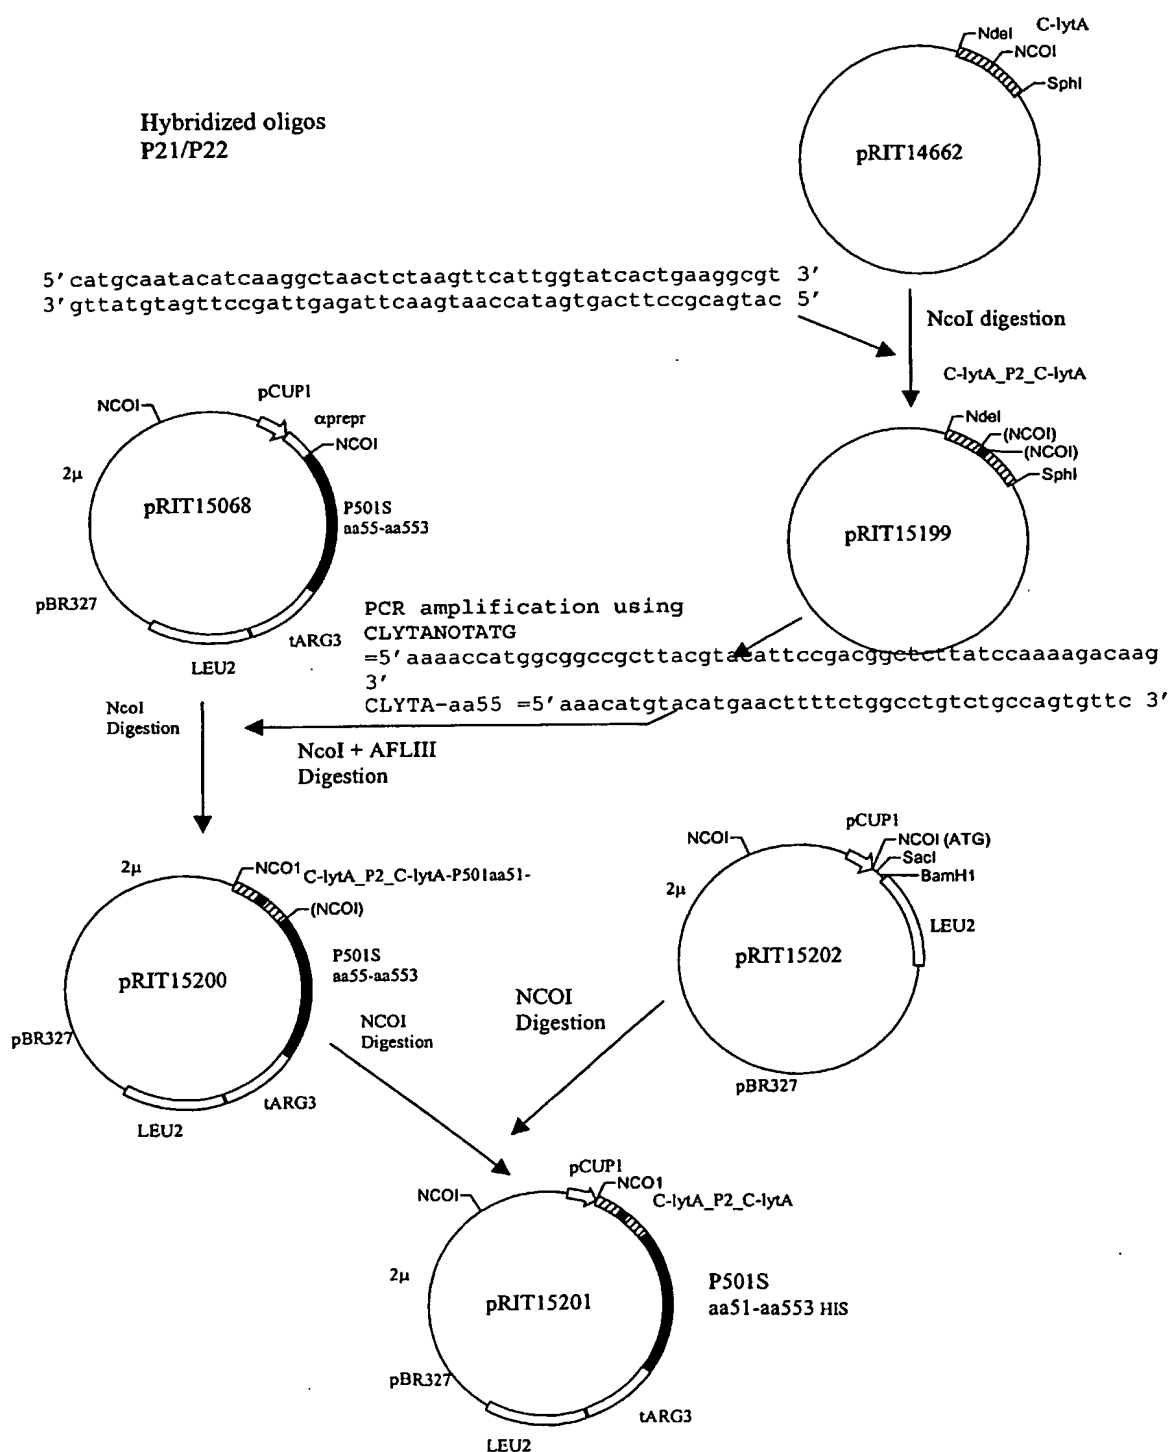 C-lytA
NdeI
NCOI
SphI
Hybridized oligos
P21/P22
pRIT14662
5'catgcaatacatcaaggctaactctaagttcattggtatcactgaaggcgt 3'
3'gttatgtagttccgattgagattcaagtaaccatagtgacttccgcagtac 5'
NcoI digestion
C-lytA_P2_C-lytA
NdeI
(NCOI)
(NCOI)
SphI
pRIT15199
pCUP1
NCOI
αprepr
NCOI
2μ
pRIT15068
P501S
aa55-aa553
pBR327
tARG3
LEU2
PCR amplification using
CLYTANOTATG
=5'aaaaccatggcggccgcttacgtacattccgacggctcttatccaaaagacaag
3'
CLYTA-aa55 =5'aaacatgtacatgaacttttctggcctgtctgccagtgttc 3'
NcoI
Digestion
NcoI + AFLIII
Digestion
2μ
NCO1
C-lytA_P2_C-lytA-P501aa51-
(NCOI)
pRIT15200
P501S
aa55-aa553
pBR327
tARG3
LEU2
pCUP1
NCOI
NCOI (ATG)
SacI
BamH1
2μ
LEU2
pRIT15202
pBR327
NCOI
Digestion
NCOI
Digestion
pCUP1
NCOI
NCO1
C-lytA_P2_C-lytA
2μ
pRIT15201
P501S
aa51-aa553 HIS
pBR327
tARG3
LEU2